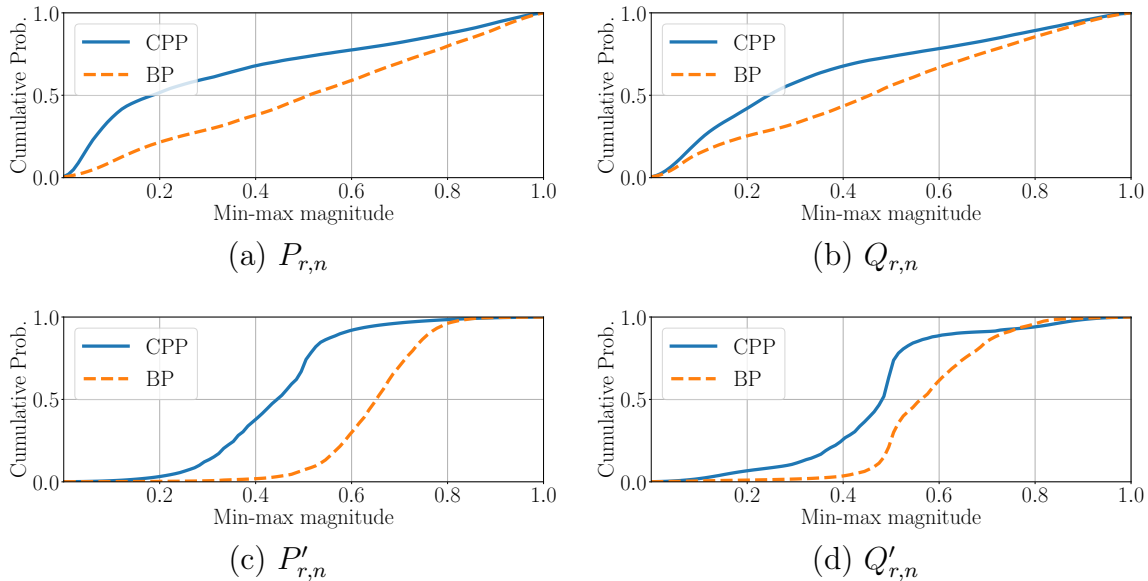 1.0
0.5
0.0
Cumulative Prob.
CPP
BP
0.2 0.4 0.6 0.8 1.0
Min-max magnitude
(a) P_{r,n}
1.0
0.5
0.0
Cumulative Prob.
CPP
BP
0.2 0.4 0.6 0.8 1.0
Min-max magnitude
(b) Q_{r,n}
1.0
0.5
0.0
Cumulative Prob.
CPP
BP
0.2 0.4 0.6 0.8 1.0
Min-max magnitude
(c) P'_{r,n}
1.0
0.5
0.0
Cumulative Prob.
CPP
BP
0.2 0.4 0.6 0.8 1.0
Min-max magnitude
(d) Q'_{r,n}